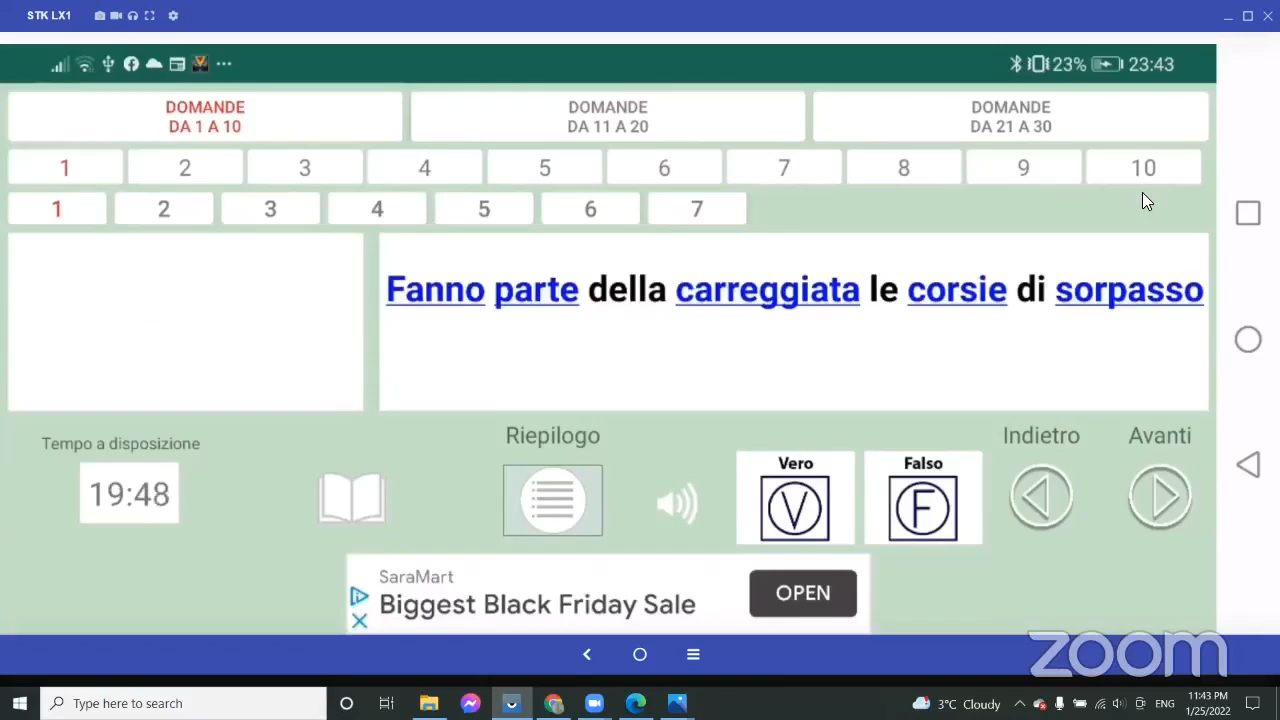 STK LX1
23% 23:43
DOMANDE
DA 1 A 10
DOMANDE
DA 11 A 20
DOMANDE
DA 21 A 30
1 2 3 4 5 6 7 8 9 10
1 2 3 4 5 6 7
Fanno parte della carreggiata le corsie di sorpasso
Tempo a disposizione
19:48
Riepilogo
Vero
V
Falso
F
Indietro
Avanti
SaraMart
Biggest Black Friday Sale
OPEN
zoom
Type here to search
3°C Cloudy
ENG
11:43 PM
1/25/2022